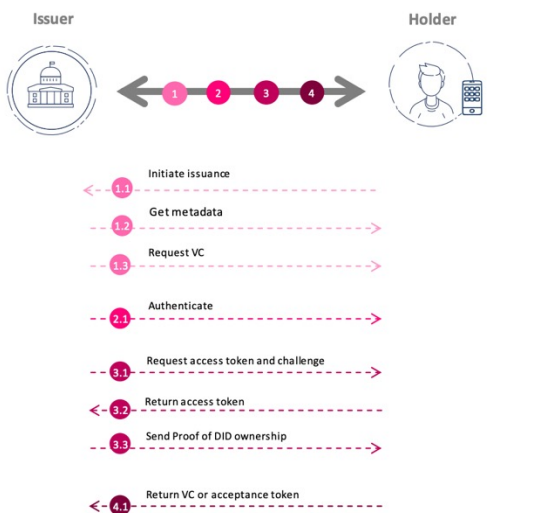 Issuer
Holder
1 2 3 4
Initiate issuance
1.1
Get metadata
1.2
Request VC
1.3
Authenticate
2.1
Request access token and challenge
3.1
Return access token
3.2
Send Proof of DID ownership
3.3
Return VC or acceptance token
4.1